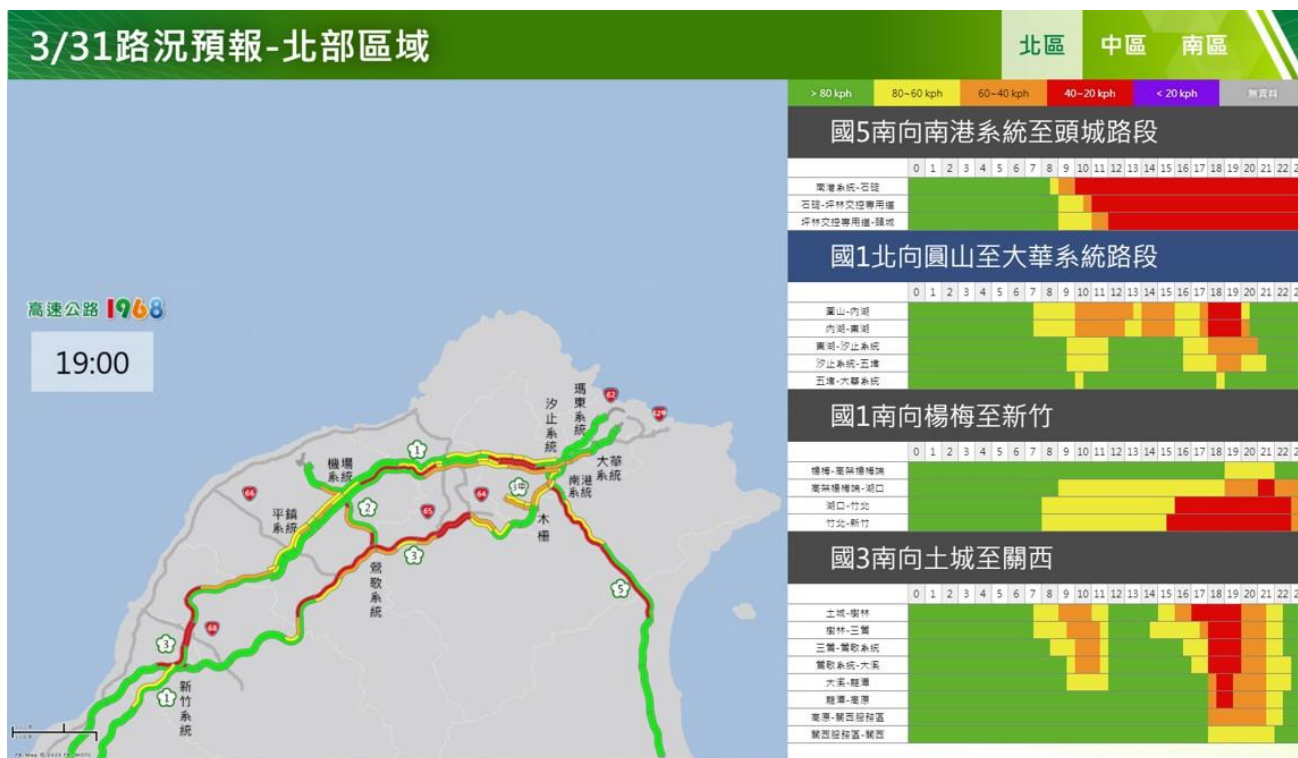 3/31路況預報-北部區域
北區 中區 南區
> 80 kph 80~60 kph 60~40 kph 40~20 kph < 20 kph 無資料
國5南向南港系統至頭城路段
0 1 2 3 4 5 6 7 8 9 10 11 12 13 14 15 16 17 18 19 20 21 22
南港系統-石碇
石碇-坪林交控專用道
坪林交控專用道-頭城
國1北向圓山至大華系統路段
0 1 2 3 4 5 6 7 8 9 10 11 12 13 14 15 16 17 18 19 20 21 22
圓山-內湖
內湖-東湖
東湖-汐止系統
汐止系統-五堵
五堵-大華系統
國1南向楊梅至新竹
0 1 2 3 4 5 6 7 8 9 10 11 12 13 14 15 16 17 18 19 20 21 22
楊梅-高架楊梅端
高架楊梅端-湖口
湖口-竹北
竹北-新竹
國3南向土城至關西
0 1 2 3 4 5 6 7 8 9 10 11 12 13 14 15 16 17 18 19 20 21 22
土城-樹林
樹林-三鶯
三鶯-鶯歌系統
鶯歌系統-大溪
大溪-龍潭
龍潭-高原
高原-關西服務區
關西服務區-關西
高速公路1968
19:00
瑪東系統
62
汐止系統
62甲
1
大華系統
機場系統
南港系統
64
3甲
66
2
65
木柵
平鎮系統
3
鶯歌系統
5
68
3
1
新竹系統